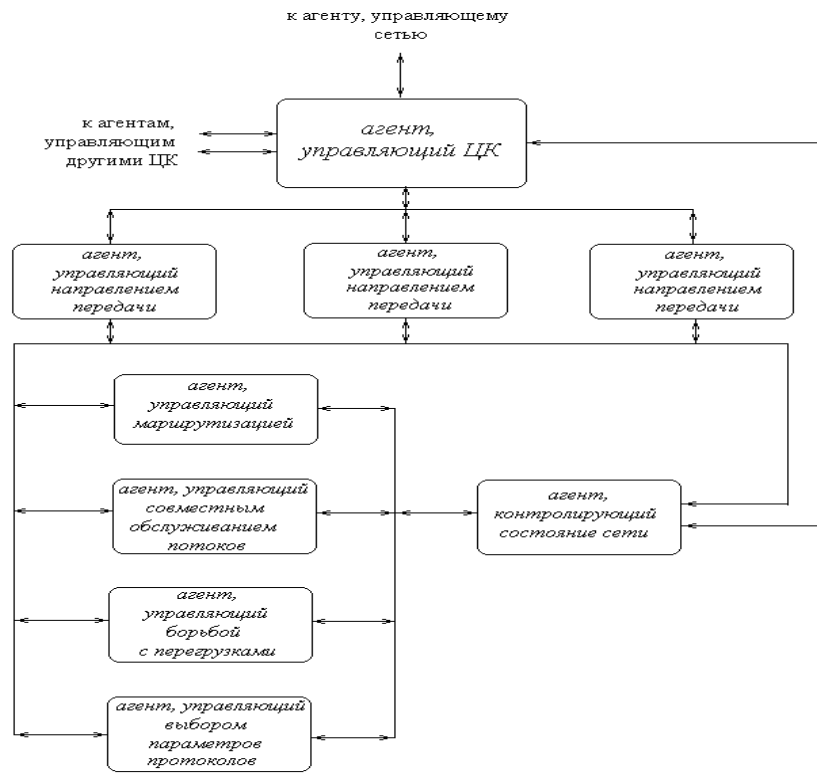 к агенту, управляющему
сетью
к агентам,
управляющим
другими ЦК
агент,
управляющий ЦК
агент,
управляющий
направлением
передачи
агент,
управляющий
направлением
передачи
агент,
управляющий
направлением
передачи
агент,
управляющий
маршрутизацией
агент, управляющий
совместным
обслуживанием
потоков
агент,
контролирующий
состояние сети
агент,
управляющий
борьбой
с перегрузками
агент, управляющий
выбором
параметров
протоколов